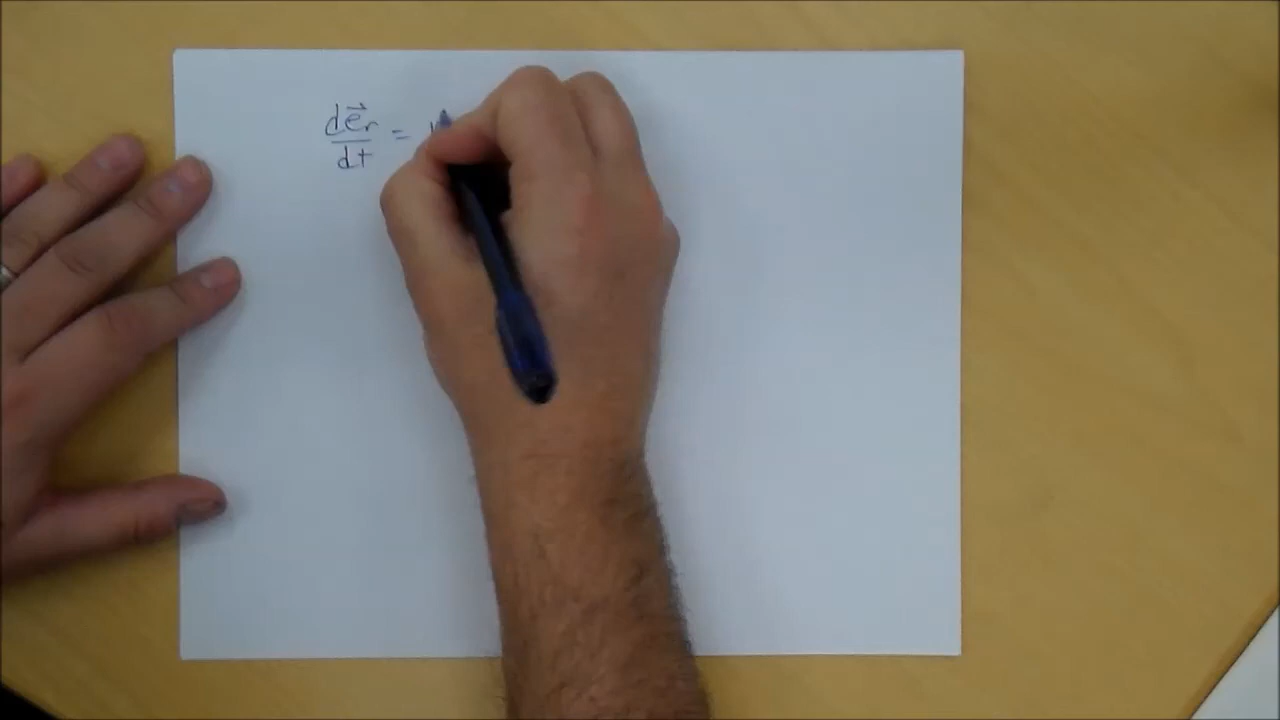 de⃗r/dt =